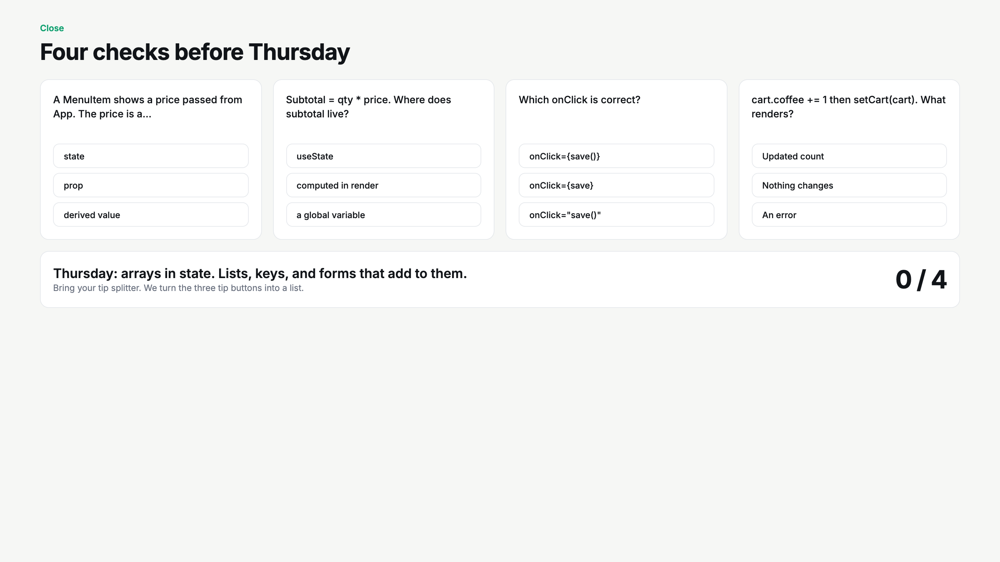 Close
Four checks before Thursday
A MenuItem shows a price passed from
App. The price is a...
state
prop
derived value
Subtotal = qty * price. Where does
subtotal live?
useState
computed in render
a global variable
Which onClick is correct?
onClick={save()}
onClick={save}
onClick="save()"
cart.coffee += 1 then setCart(cart). What
renders?
Updated count
Nothing changes
An error
Thursday: arrays in state. Lists, keys, and forms that add to them.
Bring your tip splitter. We turn the three tip buttons into a list.
0 / 4